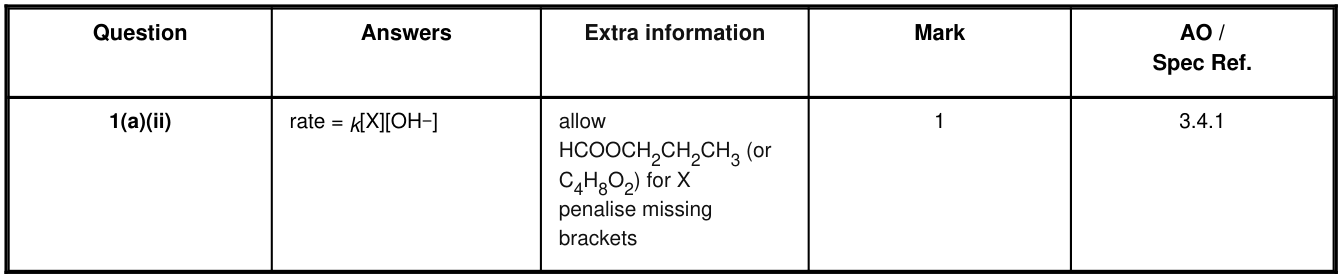 Question Answers Extra information Mark AO /
Spec Ref.
1(a)(ii) rate = k[X][OH–] allow 1 3.4.1
HCOOCH2CH2CH3 (or
C4H8O2) for X
penalise missing
brackets